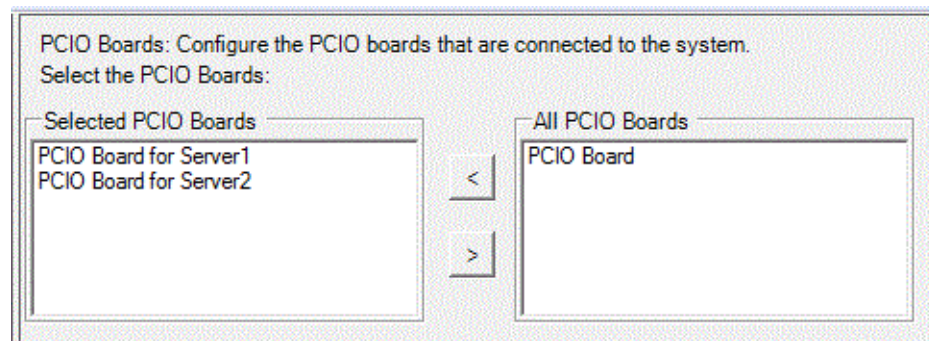 PCIO Boards: Configure the PCIO boards that are connected to the system.
Select the PCIO Boards:
Selected PCIO Boards
PCIO Board for Server1
PCIO Board for Server2
<
>
All PCIO Boards
PCIO Board